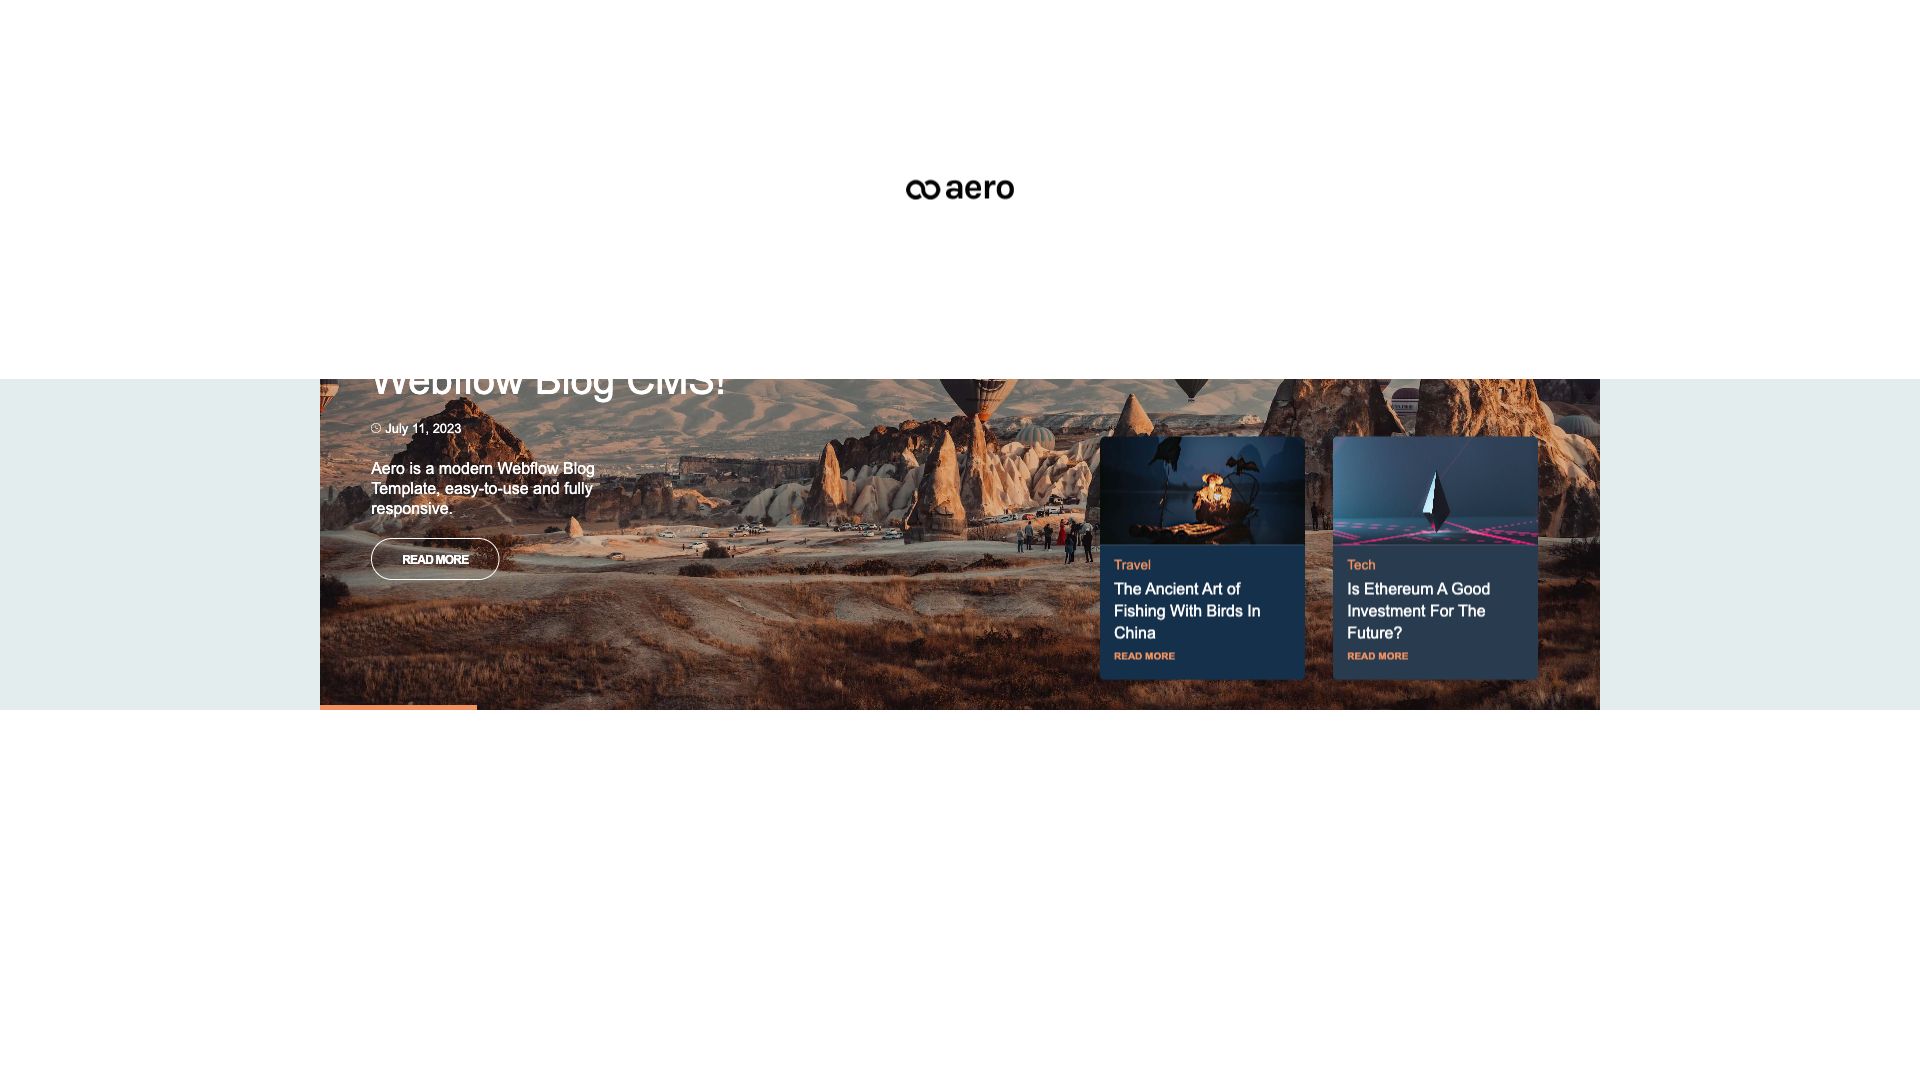 aero
Webflow Blog CMS!
July 11, 2023
Aero is a modern Webflow Blog
Template, easy-to-use and fully
responsive.
READ MORE
Travel
The Ancient Art of
Fishing With Birds In
China
READ MORE
Tech
Is Ethereum A Good
Investment For The
Future?
READ MORE